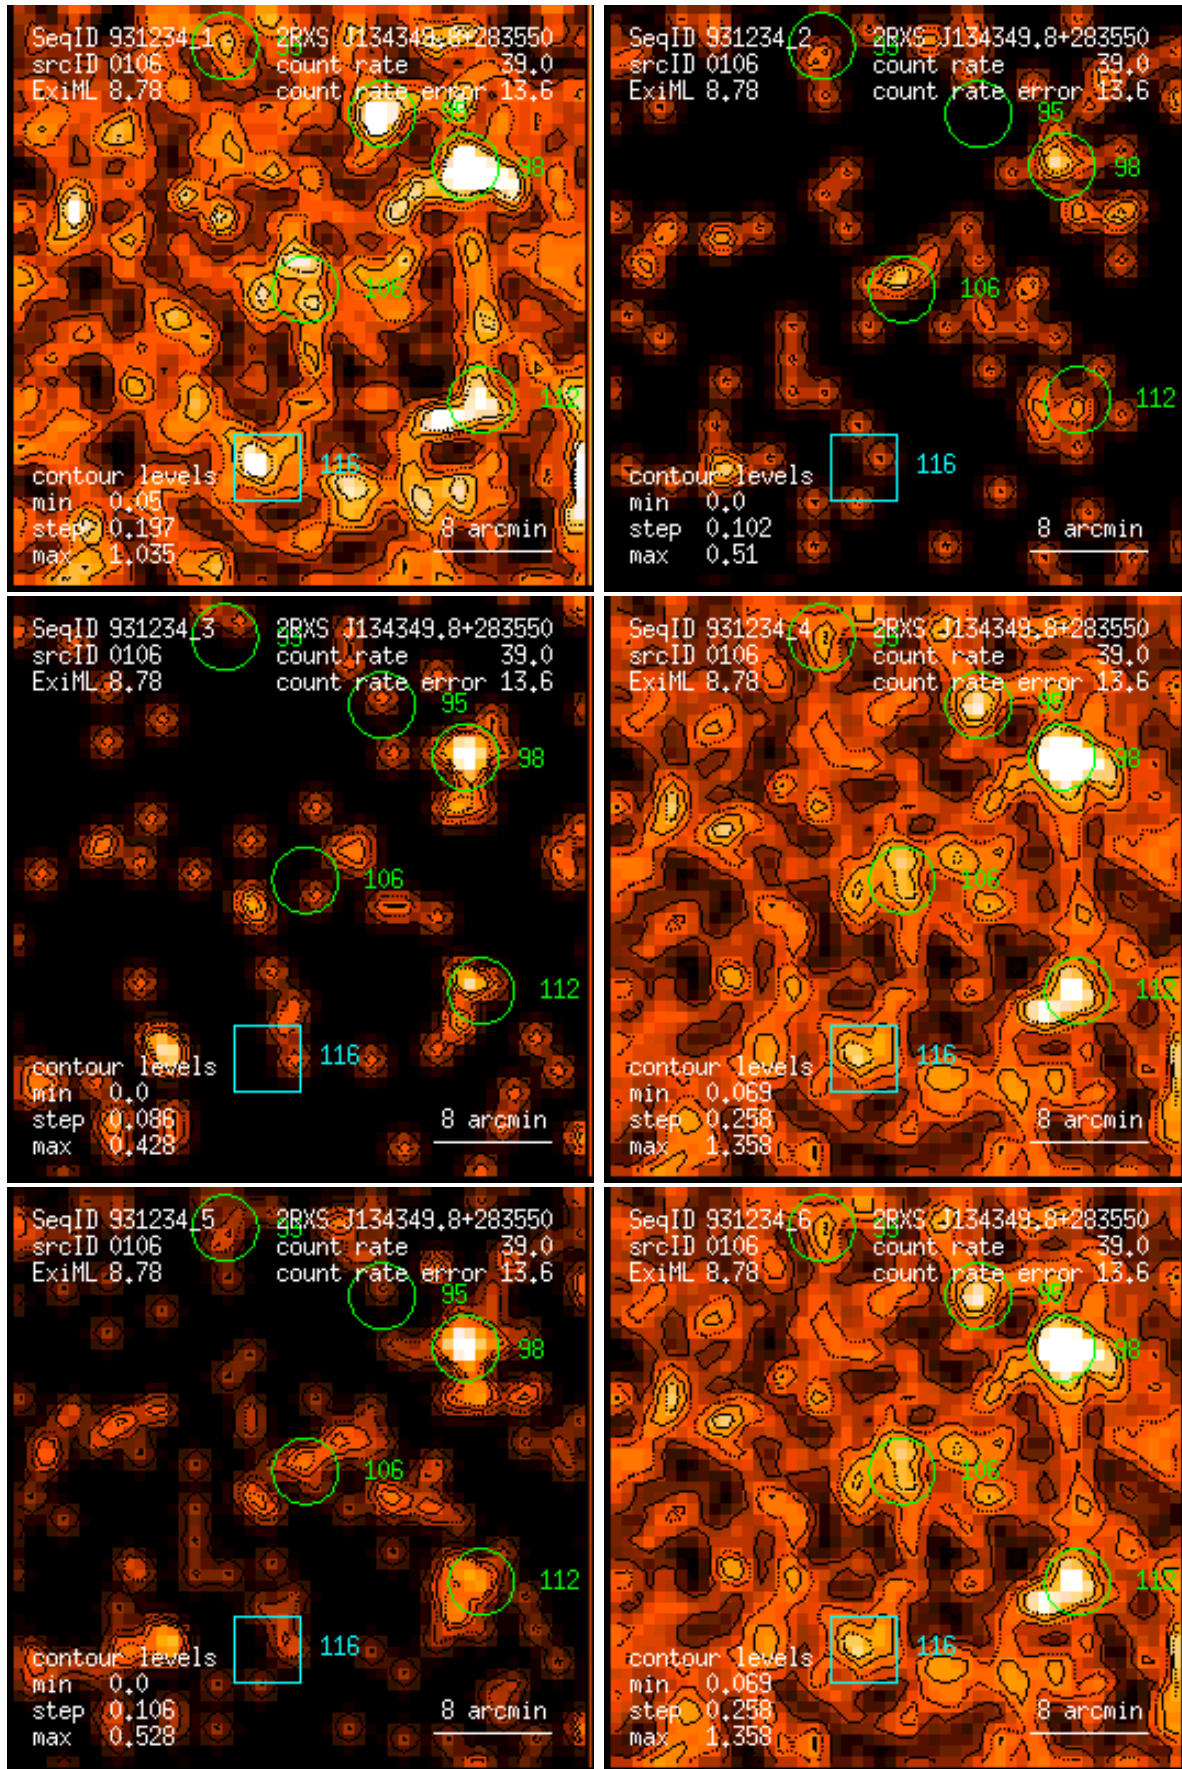 SeqID 931234_1 2RXS J134349.8+283550
srcID 0106 count rate 39.0
ExiML 8.78 count rate error 13.6
95
98
106
112
116
contour levels
min 0.05
step 0.197
max 1.035
8 arcmin
SeqID 931234_2 2RXS J134349.8+283550
srcID 0106 count rate 39.0
ExiML 8.78 count rate error 13.6
95
98
106
112
116
contour levels
min 0.0
step 0.102
max 0.51
8 arcmin
SeqID 931234_3 2RXS J134349.8+283550
srcID 0106 count rate 39.0
ExiML 8.78 count rate error 13.6
95
98
106
112
116
contour levels
min 0.0
step 0.086
max 0.428
8 arcmin
SeqID 931234_4 2RXS J134349.8+283550
srcID 0106 count rate 39.0
ExiML 8.78 count rate error 13.6
95
98
106
112
116
contour levels
min 0.069
step 0.258
max 1.358
8 arcmin
SeqID 931234_5 2RXS J134349.8+283550
srcID 0106 count rate 39.0
ExiML 8.78 count rate error 13.6
95
98
106
112
116
contour levels
min 0.0
step 0.106
max 0.528
8 arcmin
SeqID 931234_6 2RXS J134349.8+283550
srcID 0106 count rate 39.0
ExiML 8.78 count rate error 13.6
95
98
106
112
116
contour levels
min 0.069
step 0.258
max 1.358
8 arcmin